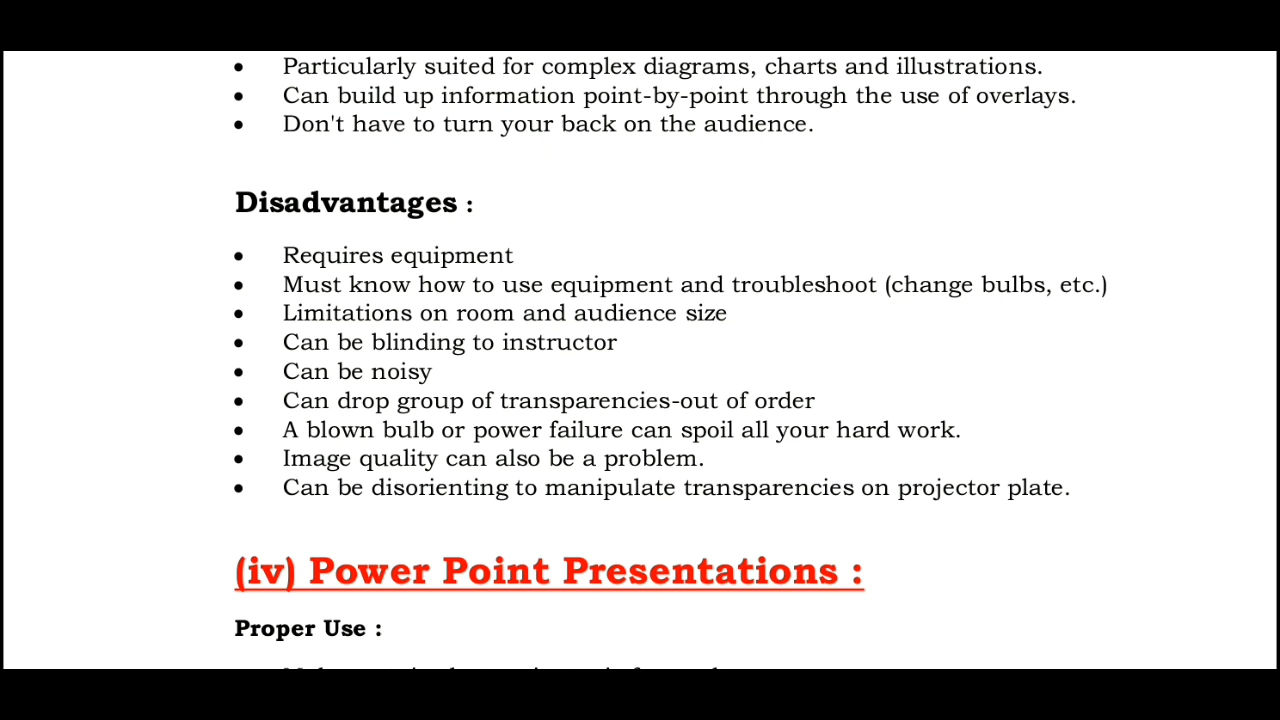 • Particularly suited for complex diagrams, charts and illustrations.
• Can build up information point-by-point through the use of overlays.
• Don't have to turn your back on the audience.
Disadvantages :
• Requires equipment
• Must know how to use equipment and troubleshoot (change bulbs, etc.)
• Limitations on room and audience size
• Can be blinding to instructor
• Can be noisy
• Can drop group of transparencies-out of order
• A blown bulb or power failure can spoil all your hard work.
• Image quality can also be a problem.
• Can be disorienting to manipulate transparencies on projector plate.
(iv) Power Point Presentations :
Proper Use :